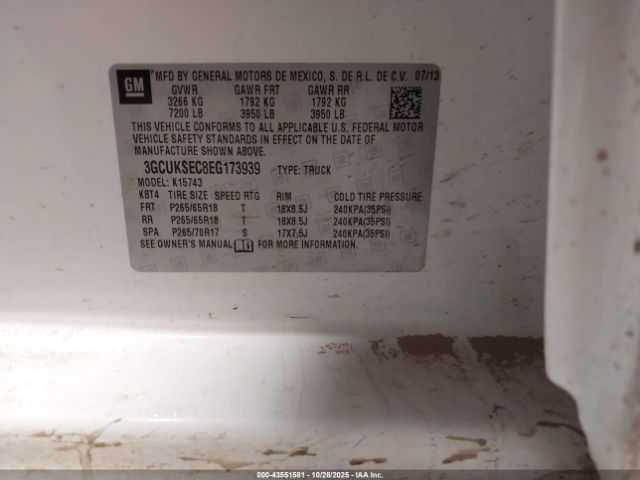 GM
MFD BY GENERAL MOTORS DE MEXICO, S. DE R.L. DE C.V. 07/13
GVWR GAWR FRT GAWR RR
3266 KG 1792 KG 1792 KG
7200 LB 3950 LB 3950 LB
THIS VEHICLE CONFORMS TO ALL APPLICABLE U.S. FEDERAL MOTOR
VEHICLE SAFETY STANDARDS IN EFFECT ON THE DATE OF
MANUFACTURE SHOWN ABOVE.
3GCUKSEC8EG173939 TYPE: TRUCK
MODEL: K15743
KBT4 TIRE SIZE SPEED RTG RIM COLD TIRE PRESSURE
FRT P265/65R18 T 18X8.5J 240KPA(35PSI)
RR P265/65R18 T 18X8.5J 240KPA(35PSI)
SPA P265/70R17 S 17X7.5J 240KPA(35PSI)
SEE OWNER'S MANUAL
000-43551581 - 10/28/2025 - IAA Inc.